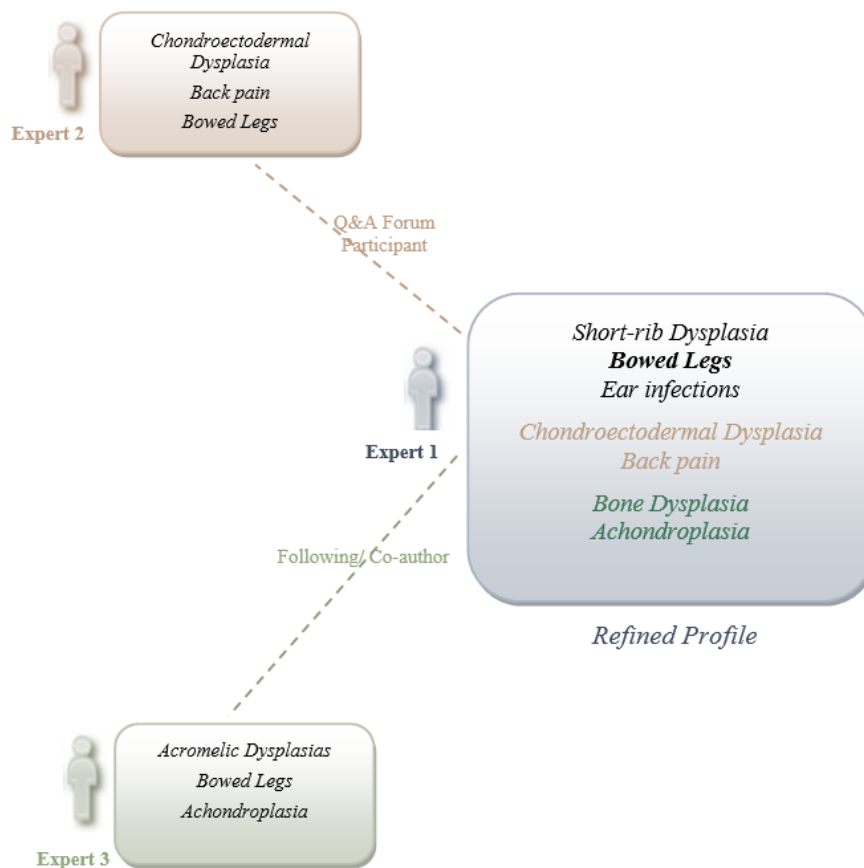 Chondroectodermal
Dysplasia
Back pain
Bowed Legs
Expert 2
Q&A Forum
Participant
Short-rib Dysplasia
Bowed Legs
Ear infections
Chondroectodermal Dysplasia
Back pain
Bone Dysplasia
Achondroplasia
Expert 1
Following/ Co-author
Refined Profile
Acromelic Dysplasias
Bowed Legs
Achondroplasia
Expert 3